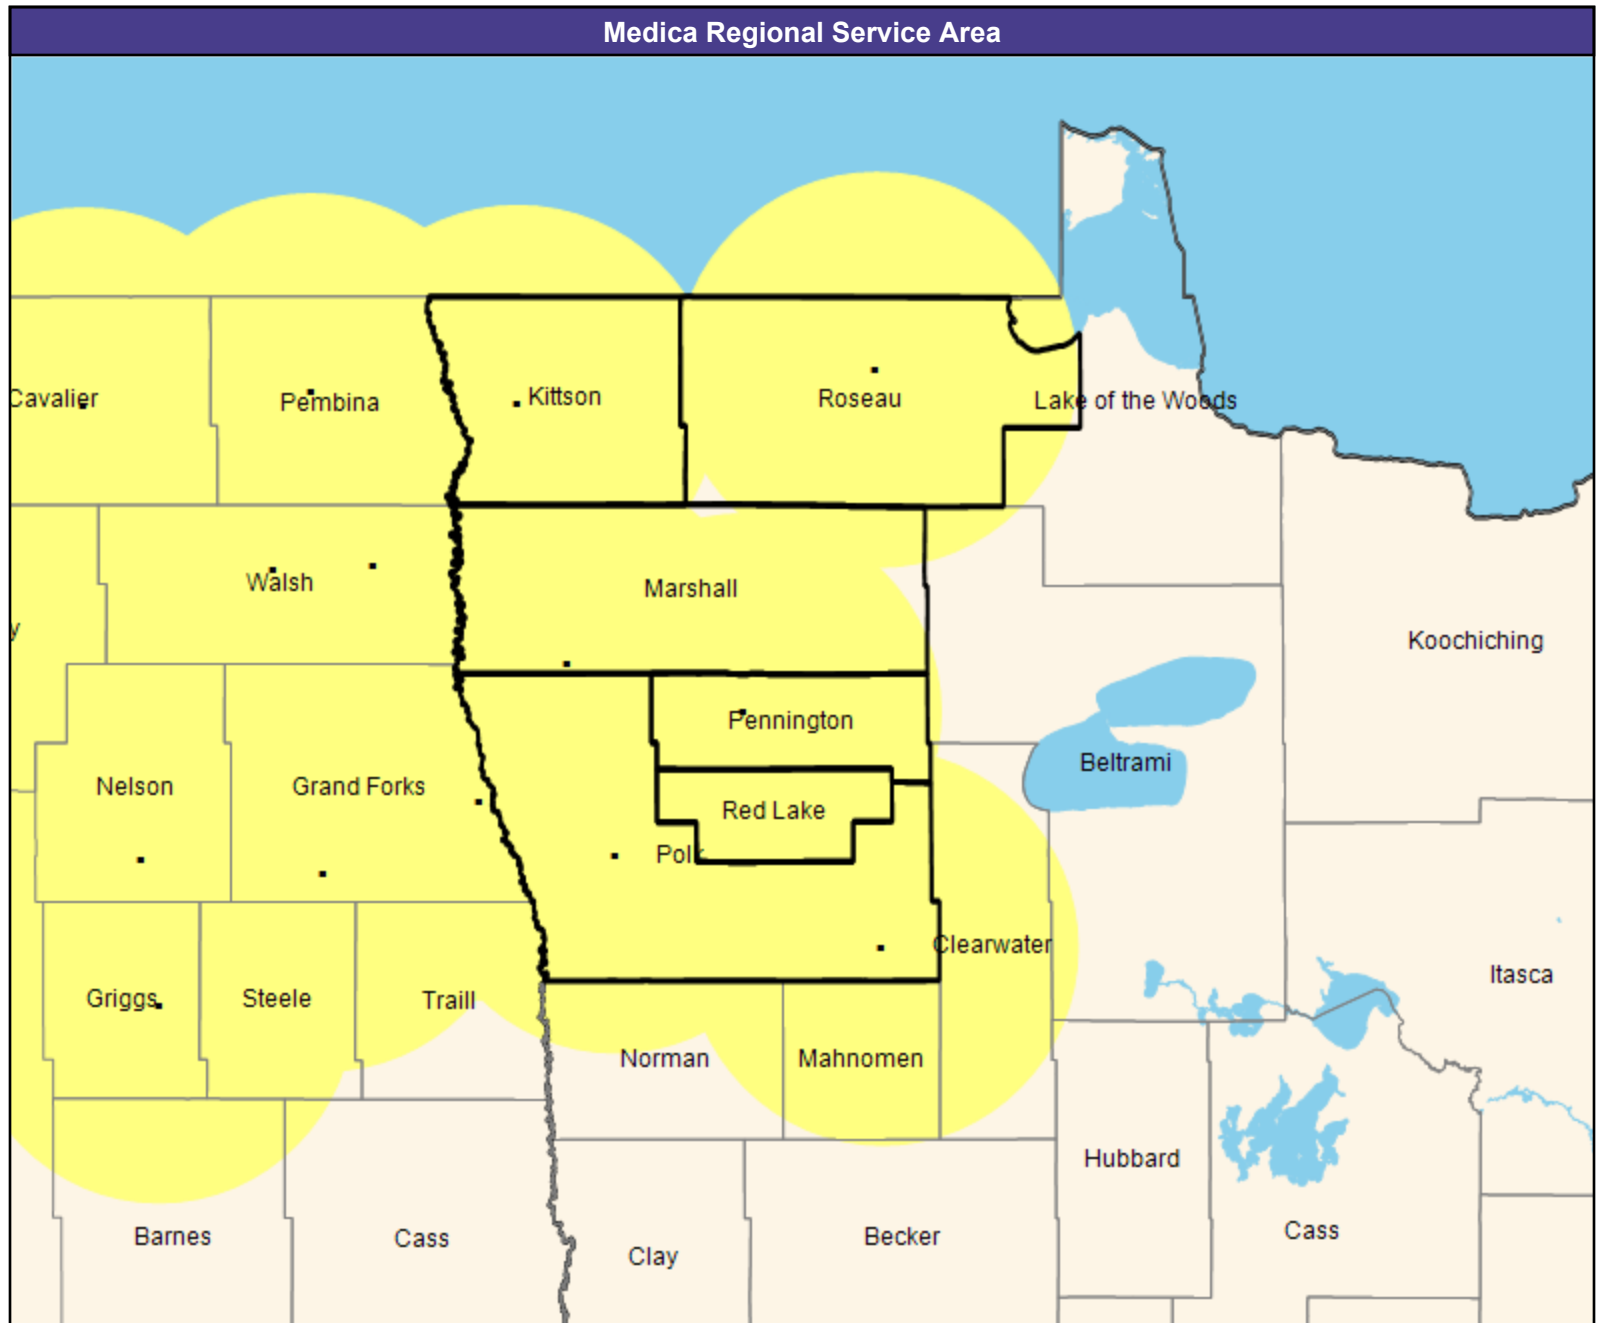 Medica Regional Service Area
Cavalier
Pembina
Kittson
Roseau
Lake of the Woods
Walsh
Marshall
y
Koochiching
Pennington
Nelson
Grand Forks
Beltrami
Red Lake
Polk
Clearwater
Griggs
Steele
Traill
Itasca
Norman
Mahnomen
Hubbard
Barnes
Cass
Clay
Becker
Cass